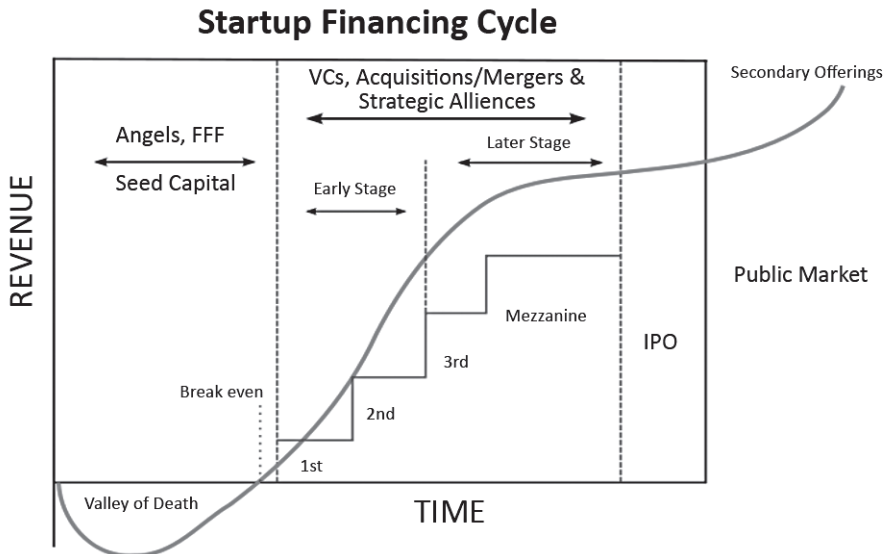 Startup Financing Cycle
VCs, Acquisitions/Mergers &
Strategic Alliences
Secondary Offerings
Angels, FFF
Seed Capital
Later Stage
Early Stage
REVENUE
Public Market
Mezzanine
IPO
3rd
Break even
2nd
1st
Valley of Death
TIME